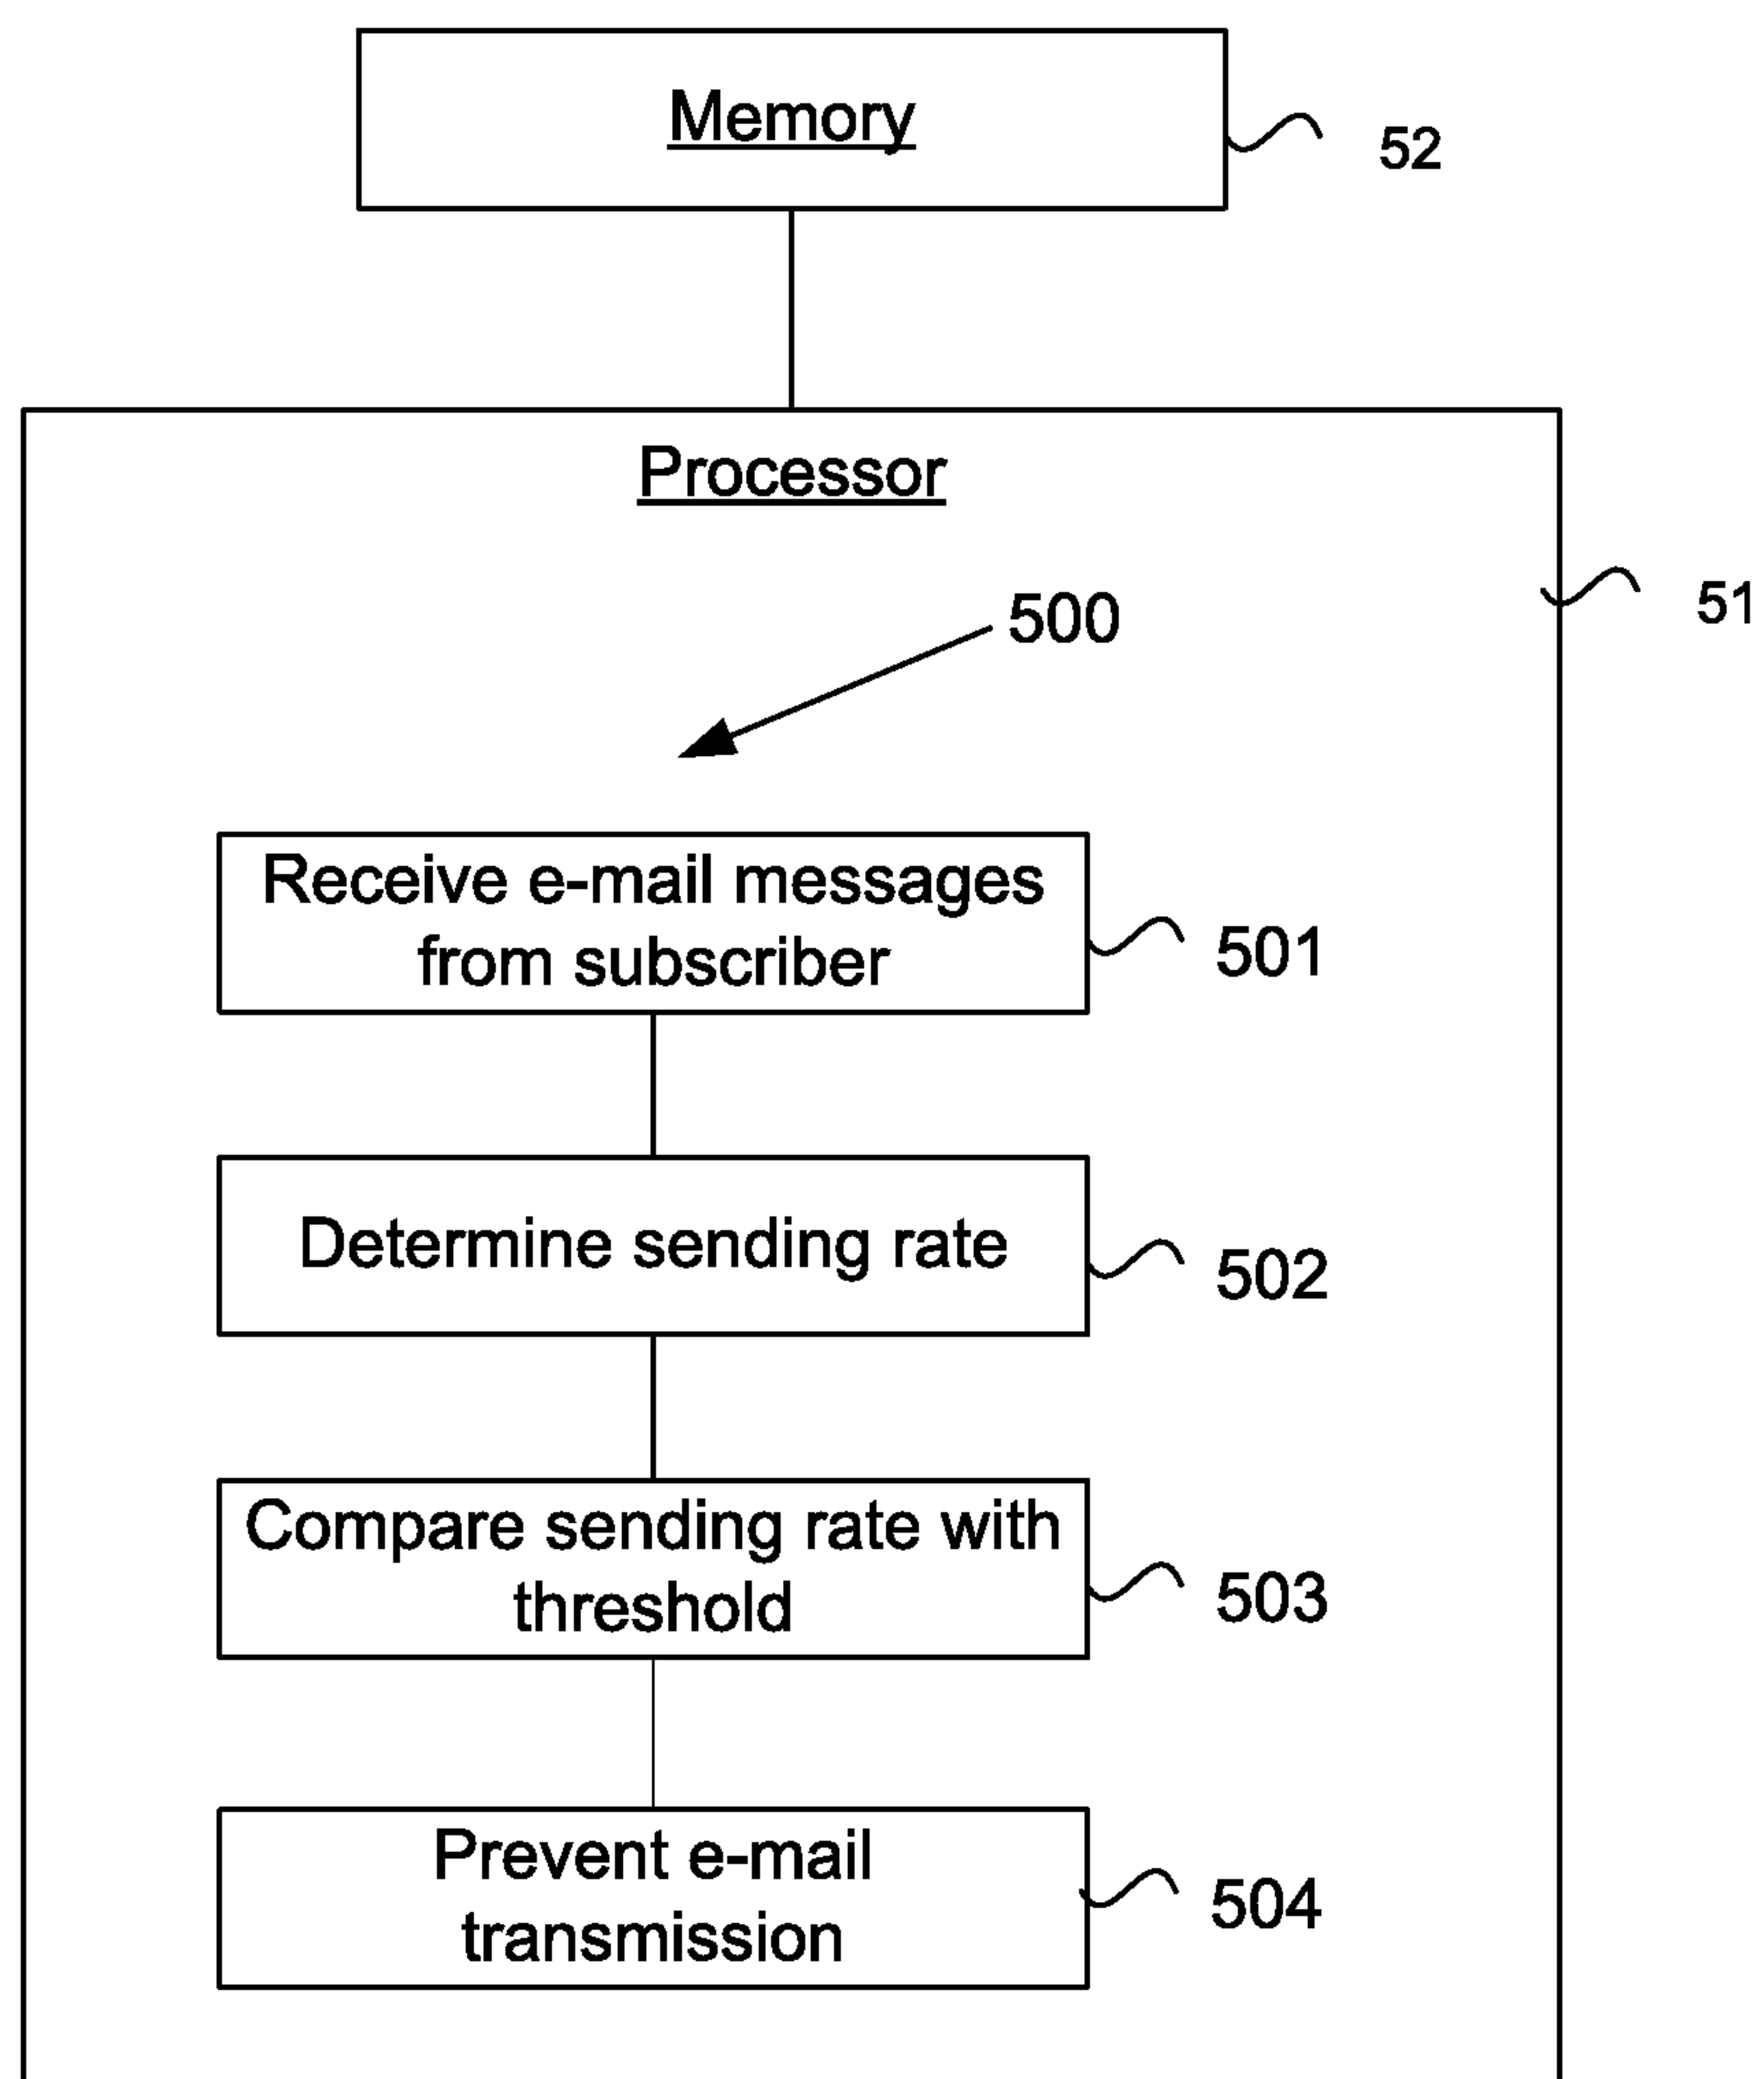 Memory
52
Processor
51
500
Receive e-mail messages
from subscriber
501
Determine sending rate
502
Compare sending rate with
threshold
503
Prevent e-mail
transmission
504